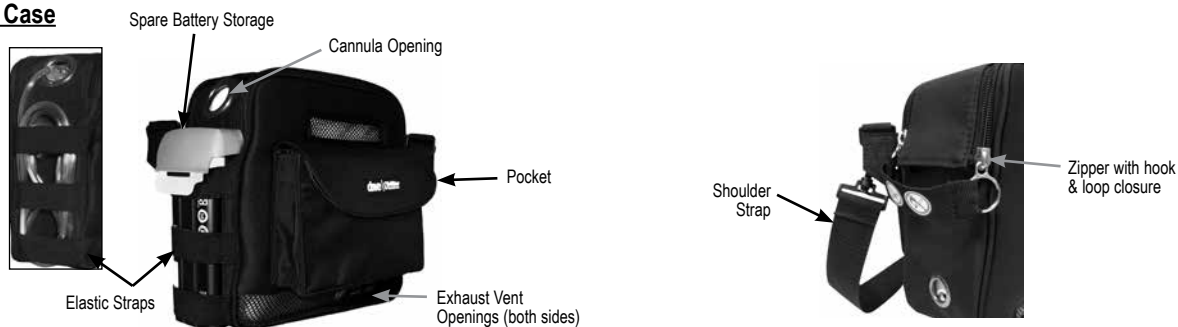 Case
Spare Battery Storage
Cannula Opening
Pocket
Elastic Straps
Exhaust Vent
Openings (both sides)
Shoulder
Strap
Zipper with hook
& loop closure